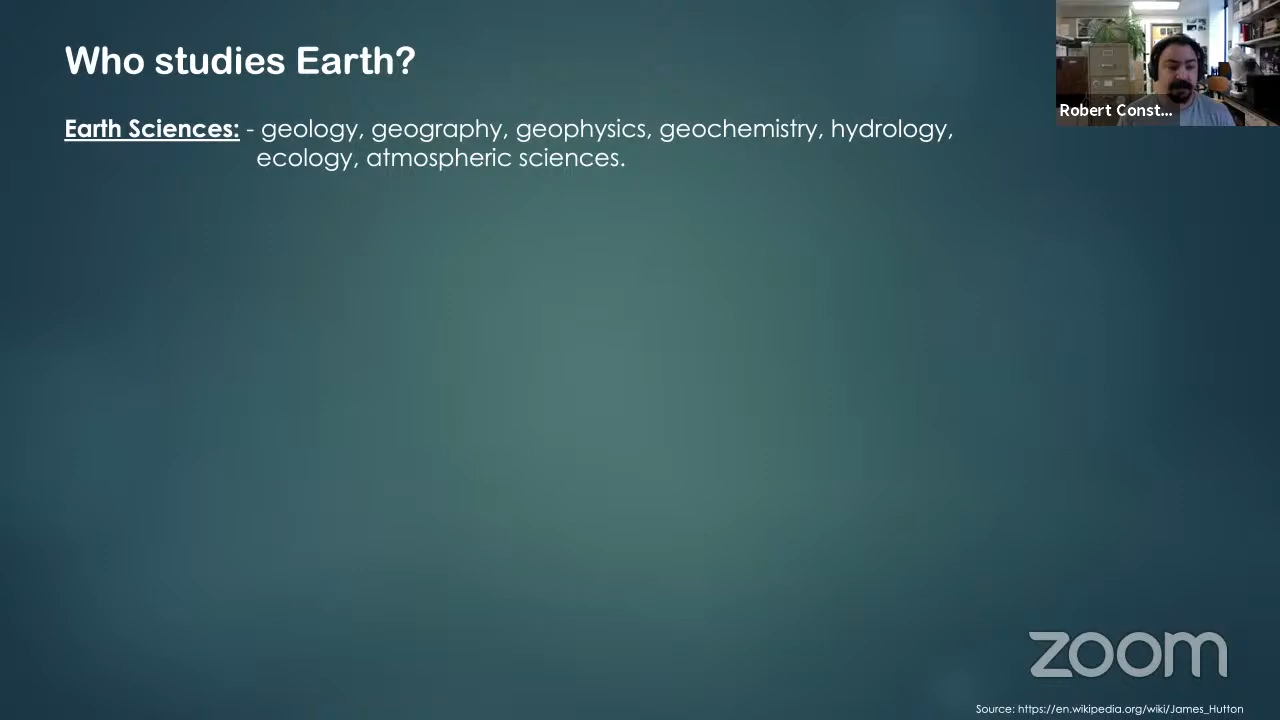 Who studies Earth?
Robert Const...
Earth Sciences: - geology, geography, geophysics, geochemistry, hydrology,
ecology, atmospheric sciences.
zoom
Source: https://en.wikipedia.org/wiki/James_Hutton